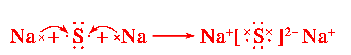 Na× + :S̈: + ×Na ⟶ Na⁺[×S̈×]²⁻ Na⁺